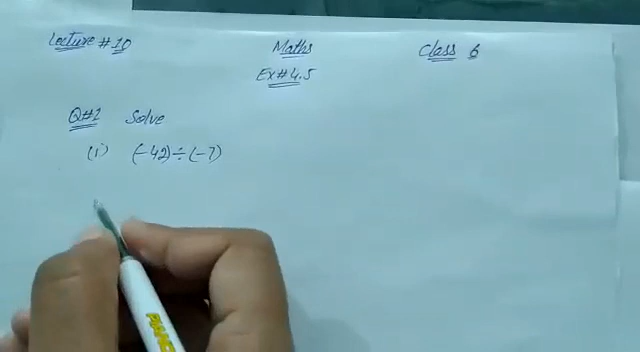 Lecture # 10 Maths Class 6
Ex # 4.5
Q#1 Solve
(i) (-42) ÷ (-7)